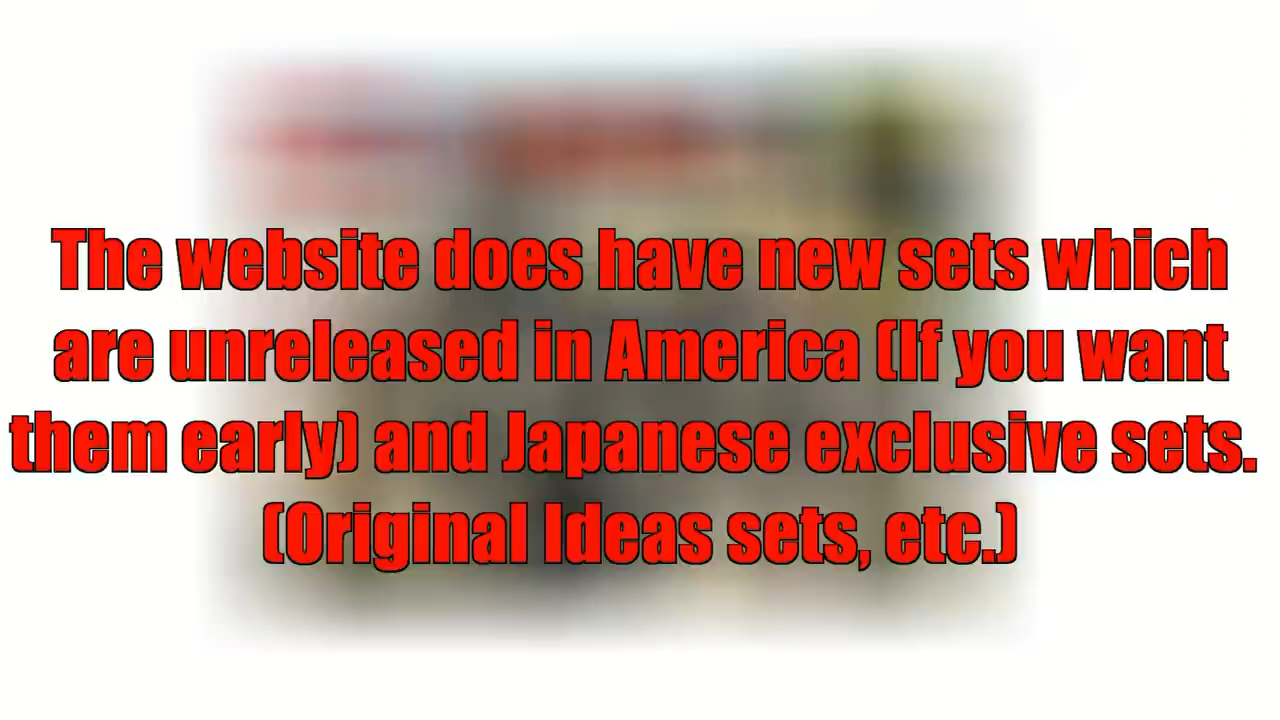 The website does have new sets which
are unreleased in America (If you want
them early) and Japanese exclusive sets.
(Original Ideas sets, etc.)